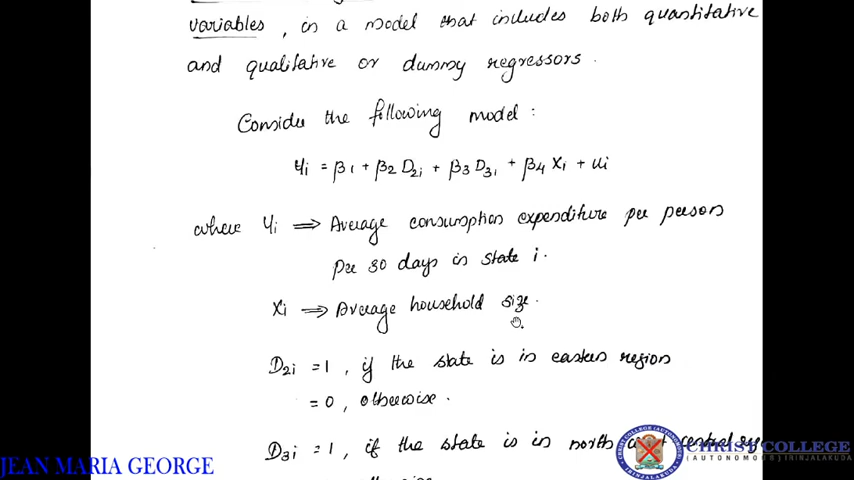 variables, in a model that includes both quantitative
and qualitative or dummy regressors.
Consider the following model:
Yi = β1 + β2 D2i + β3 D3i + β4 Xi + ui
where Yi ⟹ Average consumption expenditure per person
per 30 days in state i.
Xi ⟹ Average household size.
D2i = 1, if the state is in eastern region
= 0, otherwise.
D3i = 1, if the state is in north central
JEAN MARIA GEORGE
CHRIST COLLEGE
(AUTONOMOUS) IRINJALAKUDA